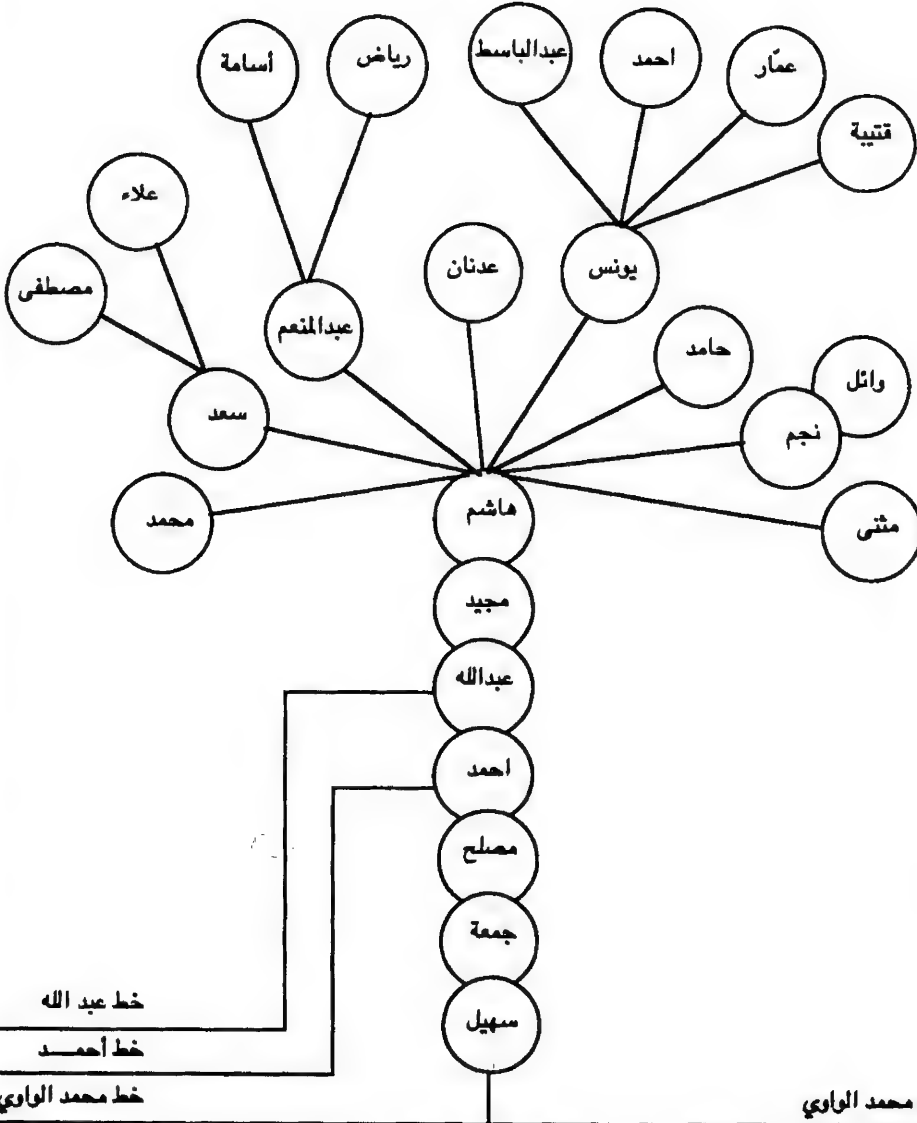 عبدالباسط
احمد
عمّار
قتيبة
رياض
أسامة
علاء
مصطفى
يونس
عدنان
عبدالمنعم
حامد
وائل
نجم
سعد
مثنى
هاشم
محمد
مجيد
عبدالله
احمد
مصلح
جمعة
سهيل
خط عبد الله
خط أحمـــد
محمد الواوي
خط محمد الواوي